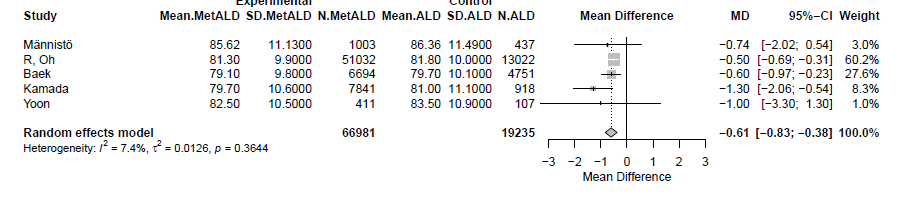 Experimental Control
Study Mean.MetALD SD.MetALD N.MetALD Mean.ALD SD.ALD N.ALD Mean Difference MD 95%−CI Weight
Männistö 85.62 11.1300 1003 86.36 11.4900 437 −0.74 [−2.02; 0.54] 3.0%
R, Oh 81.30 9.9000 51032 81.80 10.0000 13022 −0.50 [−0.69; −0.31] 60.2%
Baek 79.10 9.8000 6694 79.70 10.1000 4751 −0.60 [−0.97; −0.23] 27.6%
Kamada 79.70 10.6000 7841 81.00 11.1000 918 −1.30 [−2.06; −0.54] 8.3%
Yoon 82.50 10.5000 411 83.50 10.9000 107 −1.00 [−3.30; 1.30] 1.0%
Random effects model 66981 19235 −0.61 [−0.83; −0.38] 100.0%
Heterogeneity: I² = 7.4%, τ² = 0.0126, p = 0.3644
−3 −2 −1 0 1 2 3
Mean Difference